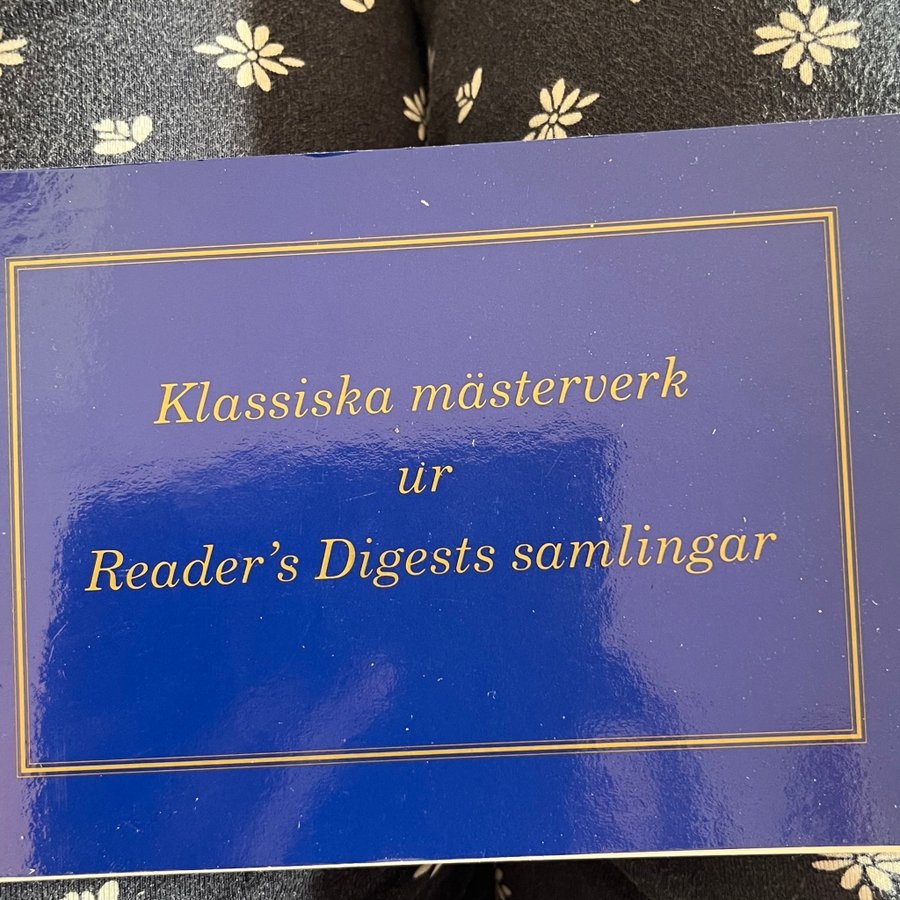 Klassiska mästerverk
ur
Reader's Digests samlingar